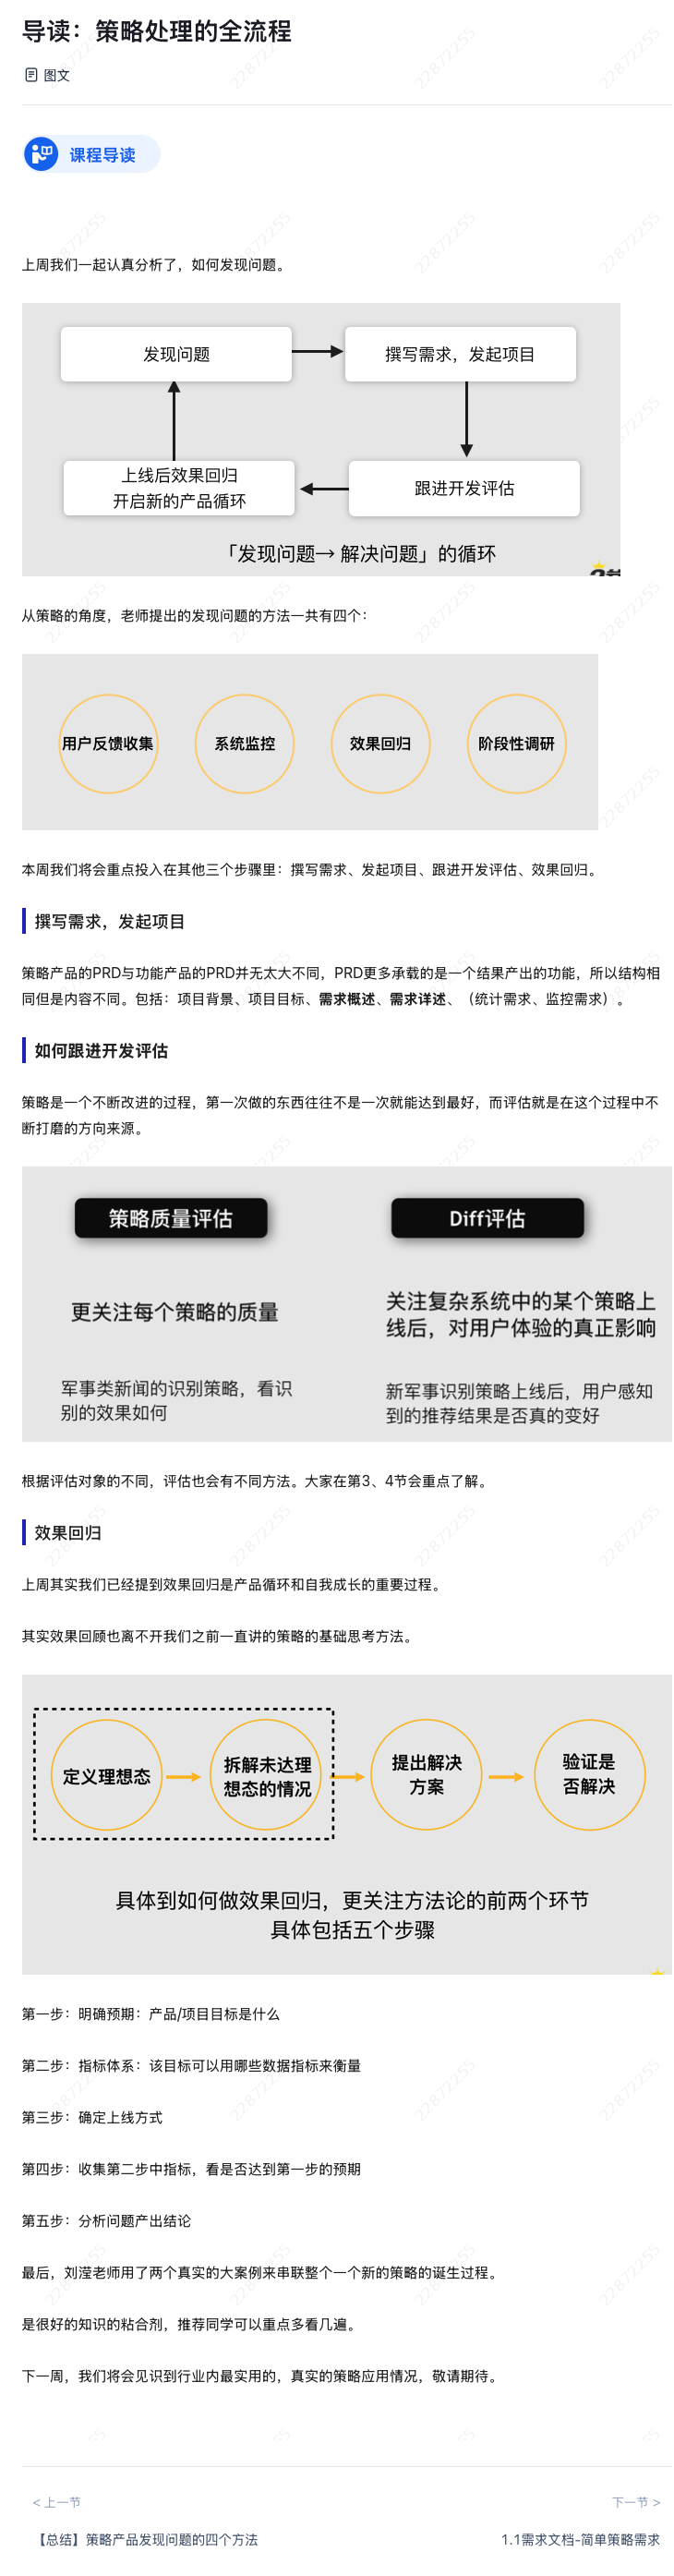 导读：策略处理的全流程
图文
课程导读
上周我们一起认真分析了，如何发现问题。
发现问题
撰写需求，发起项目
上线后效果回归
开启新的产品循环
跟进开发评估
「发现问题→ 解决问题」的循环
从策略的角度，老师提出的发现问题的方法一共有四个：
用户反馈收集
系统监控
效果回归
阶段性调研
本周我们将会重点投入在其他三个步骤里：撰写需求、发起项目、跟进开发评估、效果回归。
撰写需求，发起项目
策略产品的PRD与功能产品的PRD并无太大不同，PRD更多承载的是一个结果产出的功能，所以结构相
同但是内容不同。包括：项目背景、项目目标、需求概述、需求详述、（统计需求、监控需求）。
如何跟进开发评估
策略是一个不断改进的过程，第一次做的东西往往不是一次就能达到最好，而评估就是在这个过程中不
断打磨的方向来源。
策略质量评估
Diff评估
更关注每个策略的质量
关注复杂系统中的某个策略上
线后，对用户体验的真正影响
军事类新闻的识别策略，看识
别的效果如何
新军事识别策略上线后，用户感知
到的推荐结果是否真的变好
根据评估对象的不同，评估也会有不同方法。大家在第3、4节会重点了解。
效果回归
上周其实我们已经提到效果回归是产品循环和自我成长的重要过程。
其实效果回顾也离不开我们之前一直讲的策略的基础思考方法。
定义理想态
拆解未达理
想态的情况
提出解决
方案
验证是
否解决
具体到如何做效果回归，更关注方法论的前两个环节
具体包括五个步骤
第一步：明确预期：产品/项目目标是什么
第二步：指标体系：该目标可以用哪些数据指标来衡量
第三步：确定上线方式
第四步：收集第二步中指标，看是否达到第一步的预期
第五步：分析问题产出结论
最后，刘滢老师用了两个真实的大案例来串联整个一个新的策略的诞生过程。
是很好的知识的粘合剂，推荐同学可以重点多看几遍。
下一周，我们将会见识到行业内最实用的，真实的策略应用情况，敬请期待。
< 上一节
下一节 >
【总结】策略产品发现问题的四个方法
1.1需求文档-简单策略需求
22872255